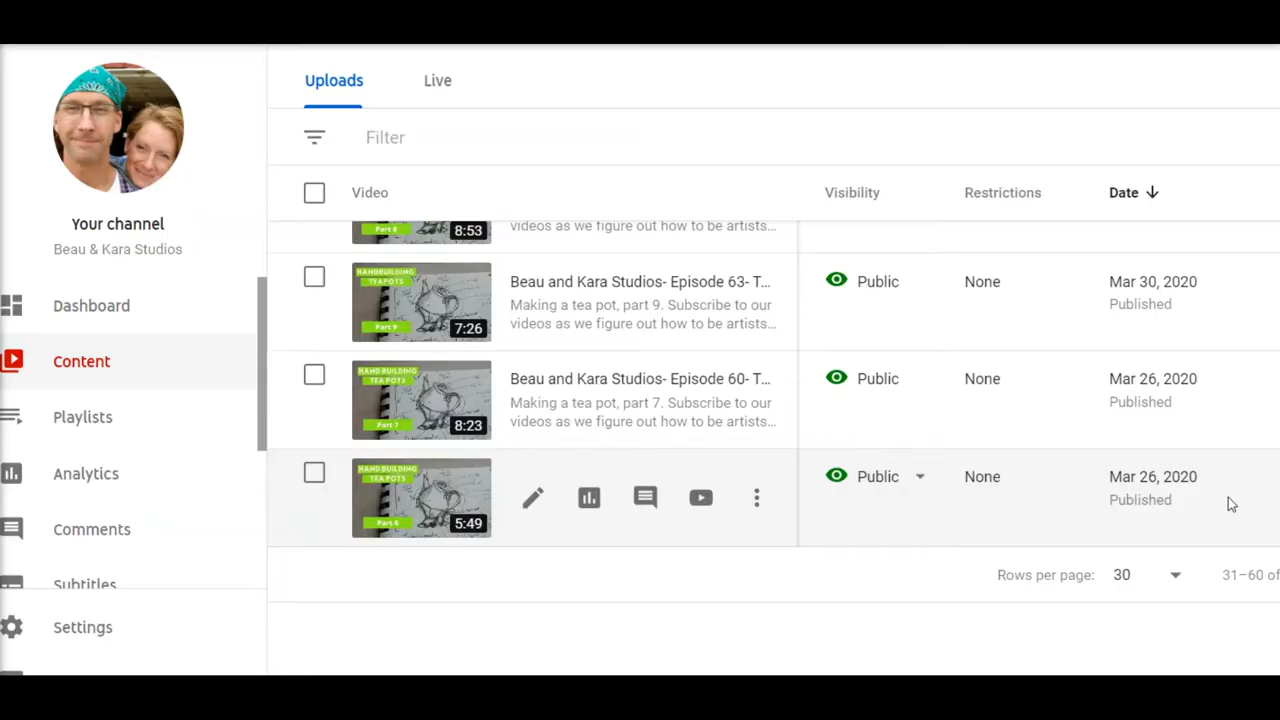 Uploads
Live
Filter
Video
Visibility
Restrictions
Date
Your channel
Beau & Kara Studios
Dashboard
Content
Playlists
Analytics
Comments
Subtitles
Settings
Part 8
8:53
videos as we figure out how to be artists...
HANDBUILDING
TEAPOTS
Part 9
7:26
Beau and Kara Studios- Episode 63- T...
Making a tea pot, part 9. Subscribe to our
videos as we figure out how to be artists...
Public
None
Mar 30, 2020
Published
HAND BUILDING
TEA POTS
Part 7
8:23
Beau and Kara Studios- Episode 60- T...
Making a tea pot, part 7. Subscribe to our
videos as we figure out how to be artists...
Public
None
Mar 26, 2020
Published
HAND BUILDING
TEA POTS
Part 6
5:49
Public
None
Mar 26, 2020
Published
Rows per page: 30
31–60 of